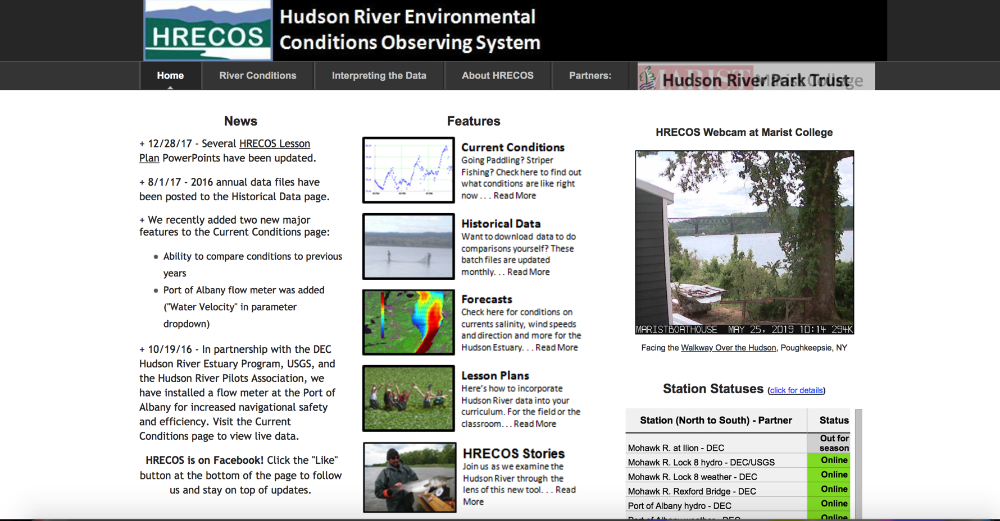 HRECOS
Hudson River Environmental
Conditions Observing System
Home
River Conditions
Interpreting the Data
About HRECOS
Partners:
Hudson River Park Trust
News
+ 12/28/17 - Several HRECOS Lesson
Plan PowerPoints have been updated.
+ 8/1/17 - 2016 annual data files have
been posted to the Historical Data page.
+ We recently added two new major
features to the Current Conditions page:
Ability to compare conditions to previous
years
Port of Albany flow meter was added
("Water Velocity" in parameter
dropdown)
+ 10/19/16 - In partnership with the DEC
Hudson River Estuary Program, USGS, and
the Hudson River Pilots Association, we
have installed a flow meter at the Port of
Albany for increased navigational safety
and efficiency. Visit the Current
Conditions page to view live data.
HRECOS is on Facebook! Click the "Like"
button at the bottom of the page to follow
us and stay on top of updates.
Features
Current Conditions
Going Paddling? Striper
Fishing? Check here to find out
what conditions are like right
now . . . Read More
Historical Data
Want to download data to do
comparisons yourself? These
batch files are updated
monthly. . . Read More
Forecasts
Check here for conditions on
currents salinity, wind speeds
and direction and more for the
Hudson Estuary. . . Read More
Lesson Plans
Here's how to incorporate
Hudson River data into your
curriculum. For the field or the
classroom. . . Read More
HRECOS Stories
Join us as we examine the
Hudson River through the
lens of this new tool. . . Read
More
HRECOS Webcam at Marist College
MARISTBOATHOUSE MAY 25, 2019 10:14 294K
Facing the Walkway Over the Hudson, Poughkeepsie, NY
Station Statuses (click for details)
Station (North to South) - Partner Status
Mohawk R. at Ilion - DEC Out for season
Mohawk R. Lock 8 hydro - DEC/USGS Online
Mohawk R. Lock 8 weather - DEC Online
Mohawk R. Rexford Bridge - DEC Online
Port of Albany hydro - DEC Online
Port of Albany weather - DEC Online